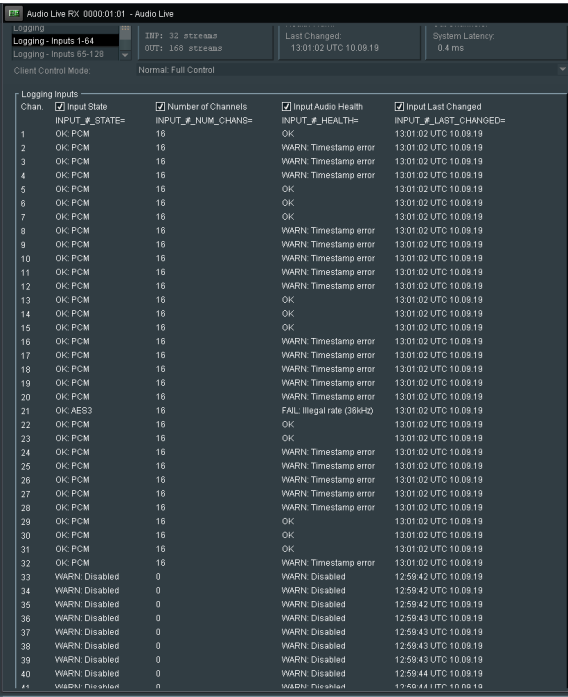 Audio Live RX 0000:01:01 - Audio Live
Logging
Logging - Inputs 1-64
Logging - Inputs 65-128
INP: 32 streams
OUT: 168 streams
Last Changed:
13:01:02 UTC 10.09.19
System Latency:
0.4 ms
Client Control Mode: Normal: Full Control
Logging Inputs
Chan. Input State Number of Channels Input Audio Health Input Last Changed
INPUT_#_STATE= INPUT_#_NUM_CHANS= INPUT_#_HEALTH= INPUT_#_LAST_CHANGED=
1 OK: PCM 16 OK 13:01:02 UTC 10.09.19
2 OK: PCM 16 WARN: Timestamp error 13:01:02 UTC 10.09.19
3 OK: PCM 16 WARN: Timestamp error 13:01:02 UTC 10.09.19
4 OK: PCM 16 WARN: Timestamp error 13:01:02 UTC 10.09.19
5 OK: PCM 16 OK 13:01:02 UTC 10.09.19
6 OK: PCM 16 OK 13:01:02 UTC 10.09.19
7 OK: PCM 16 OK 13:01:02 UTC 10.09.19
8 OK: PCM 16 WARN: Timestamp error 13:01:02 UTC 10.09.19
9 OK: PCM 16 WARN: Timestamp error 13:01:02 UTC 10.09.19
10 OK: PCM 16 WARN: Timestamp error 13:01:02 UTC 10.09.19
11 OK: PCM 16 WARN: Timestamp error 13:01:02 UTC 10.09.19
12 OK: PCM 16 WARN: Timestamp error 13:01:02 UTC 10.09.19
13 OK: PCM 16 OK 13:01:02 UTC 10.09.19
14 OK: PCM 16 OK 13:01:02 UTC 10.09.19
15 OK: PCM 16 OK 13:01:02 UTC 10.09.19
16 OK: PCM 16 WARN: Timestamp error 13:01:02 UTC 10.09.19
17 OK: PCM 16 WARN: Timestamp error 13:01:02 UTC 10.09.19
18 OK: PCM 16 WARN: Timestamp error 13:01:02 UTC 10.09.19
19 OK: PCM 16 WARN: Timestamp error 13:01:02 UTC 10.09.19
20 OK: PCM 16 WARN: Timestamp error 13:01:02 UTC 10.09.19
21 OK: AES3 16 FAIL: Illegal rate (36kHz) 13:01:02 UTC 10.09.19
22 OK: PCM 16 OK 13:01:02 UTC 10.09.19
23 OK: PCM 16 OK 13:01:02 UTC 10.09.19
24 OK: PCM 16 WARN: Timestamp error 13:01:02 UTC 10.09.19
25 OK: PCM 16 WARN: Timestamp error 13:01:02 UTC 10.09.19
26 OK: PCM 16 WARN: Timestamp error 13:01:02 UTC 10.09.19
27 OK: PCM 16 WARN: Timestamp error 13:01:02 UTC 10.09.19
28 OK: PCM 16 WARN: Timestamp error 13:01:02 UTC 10.09.19
29 OK: PCM 16 OK 13:01:02 UTC 10.09.19
30 OK: PCM 16 OK 13:01:02 UTC 10.09.19
31 OK: PCM 16 OK 13:01:02 UTC 10.09.19
32 OK: PCM 16 WARN: Timestamp error 13:01:02 UTC 10.09.19
33 WARN: Disabled 0 WARN: Disabled 12:59:42 UTC 10.09.19
34 WARN: Disabled 0 WARN: Disabled 12:59:42 UTC 10.09.19
35 WARN: Disabled 0 WARN: Disabled 12:59:42 UTC 10.09.19
36 WARN: Disabled 0 WARN: Disabled 12:59:43 UTC 10.09.19
37 WARN: Disabled 0 WARN: Disabled 12:59:43 UTC 10.09.19
38 WARN: Disabled 0 WARN: Disabled 12:59:43 UTC 10.09.19
39 WARN: Disabled 0 WARN: Disabled 12:59:43 UTC 10.09.19
40 WARN: Disabled 0 WARN: Disabled 12:59:44 UTC 10.09.19
41 WARN: Disabled 0 WARN: Disabled 12:59:44 UTC 10.09.19